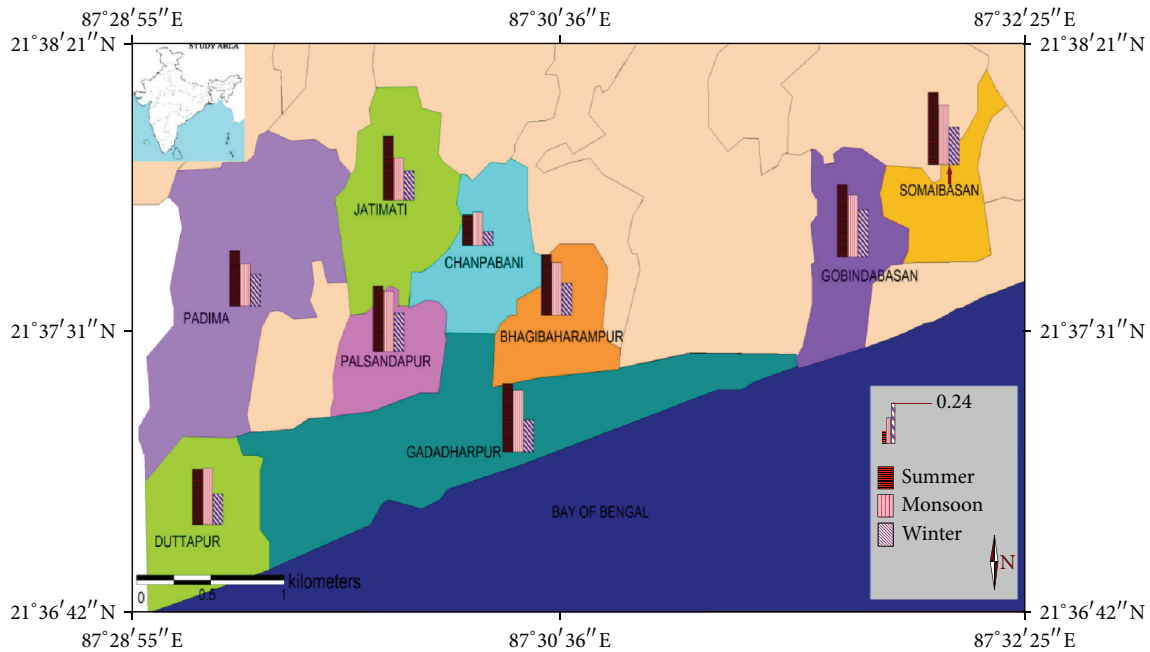 87°28′55″E 87°30′36″E 87°32′25″E
21°38′21″N 21°38′21″N
STUDY AREA
SOMAIBASAN
JATIMATI
CHANPABANI
GOBINDABASAN
PADIMA
21°37′31″N 21°37′31″N
BHAGIBAHARAMPUR
PALSANDAPUR
0.24
GADADHARPUR
Summer
Monsoon
BAY OF BENGAL
Winter
DUTTAPUR
N
kilometers
0 0.5 1
21°36′42″N 21°36′42″N
87°28′55″E 87°30′36″E 87°32′25″E